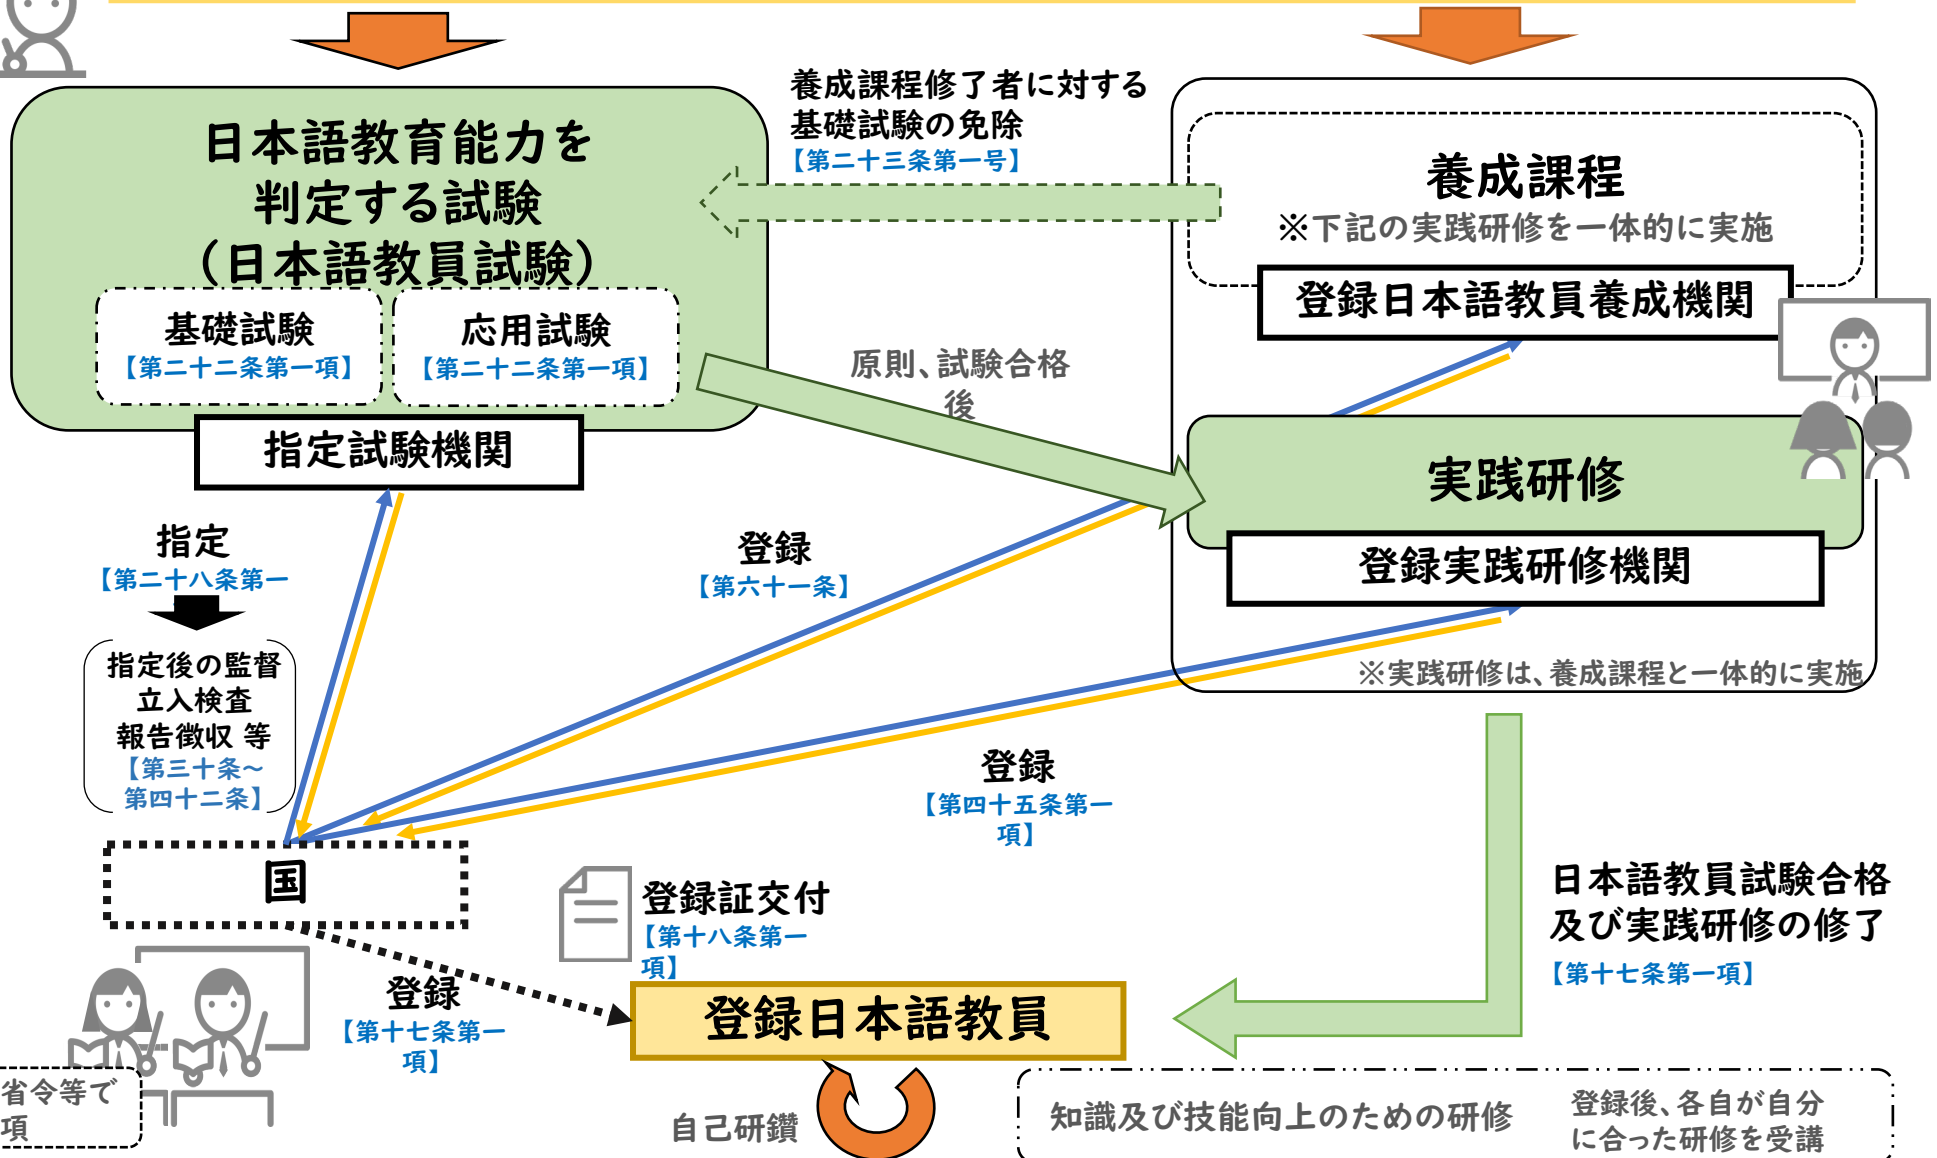 養成課程修了者に対する
基礎試験の免除
【第二十三条第一号】
日本語教育能力を
判定する試験
（日本語教員試験）
基礎試験
【第二十二条第一項】
応用試験
【第二十二条第一項】
指定試験機関
養成課程
※下記の実践研修を一体的に実施
登録日本語教員養成機関
原則、試験合格
後
実践研修
登録実践研修機関
※実践研修は、養成課程と一体的に実施
指定
【第二十八条第一
指定後の監督
立入検査
報告徴収 等
【第三十条～
第四十二条】
登録
【第六十一条】
登録
【第四十五条第一
項】
国
登録証交付
【第十八条第一
項】
登録
【第十七条第一
項】
登録日本語教員
日本語教員試験合格
及び実践研修の修了
【第十七条第一項】
省令等で
項
自己研鑽
知識及び技能向上のための研修
登録後、各自が自分
に合った研修を受講